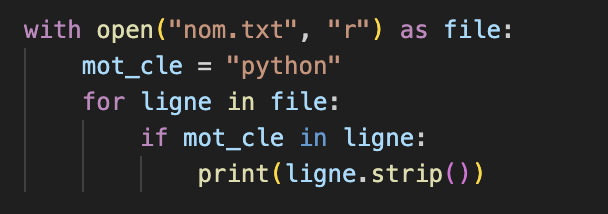 with open("nom.txt", "r") as file:
    mot_cle = "python"
    for ligne in file:
        if mot_cle in ligne:
            print(ligne.strip())